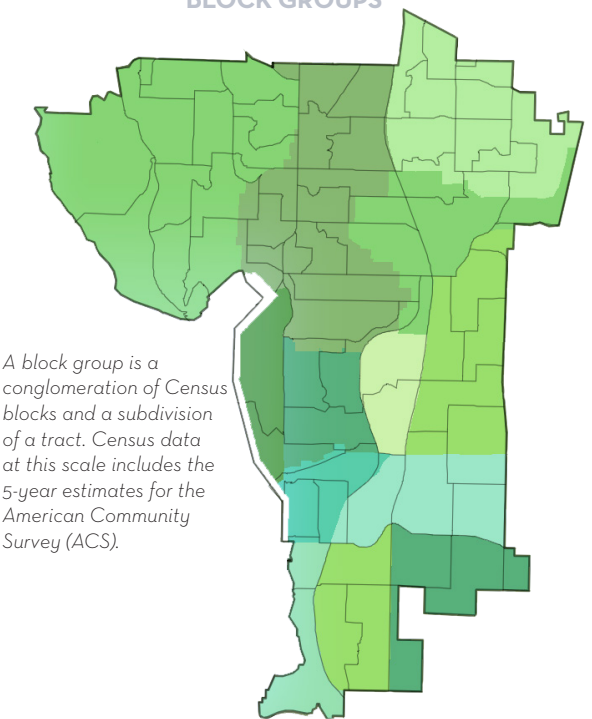 BLOCK GROUPS
A block group is a
conglomeration of Census
blocks and a subdivision
of a tract. Census data
at this scale includes the
5-year estimates for the
American Community
Survey (ACS).